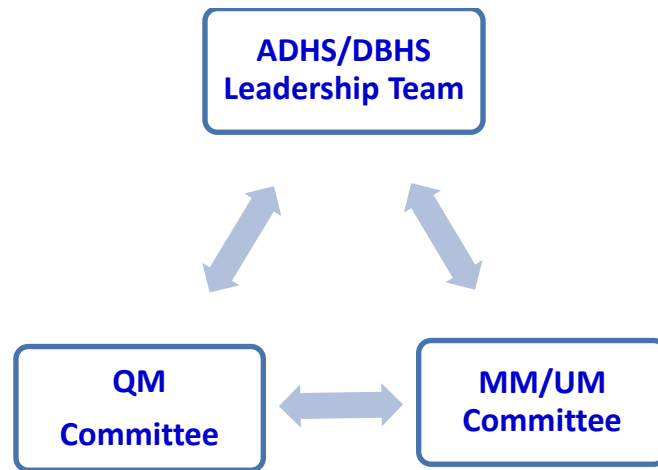 ADHS/DBHS
Leadership Team
QM
Committee
MM/UM
Committee